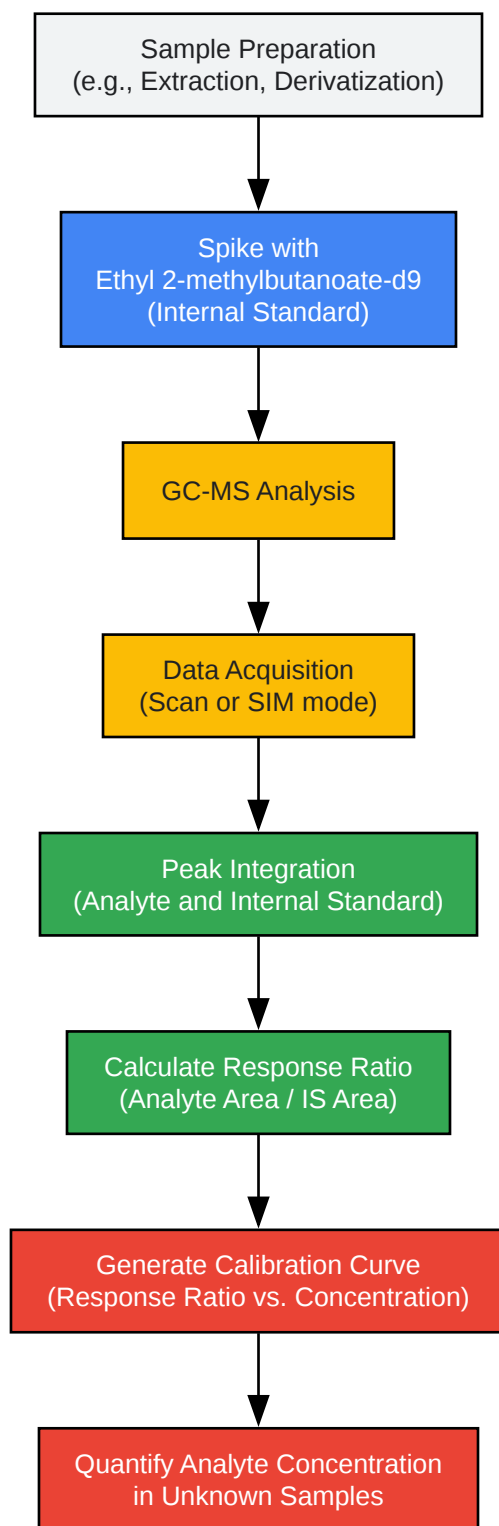 Sample Preparation
(e.g., Extraction, Derivatization)
Spike with
Ethyl 2-methylbutanoate-d9
(Internal Standard)
GC-MS Analysis
Data Acquisition
(Scan or SIM mode)
Peak Integration
(Analyte and Internal Standard)
Calculate Response Ratio
(Analyte Area / IS Area)
Generate Calibration Curve
(Response Ratio vs. Concentration)
Quantify Analyte Concentration
in Unknown Samples